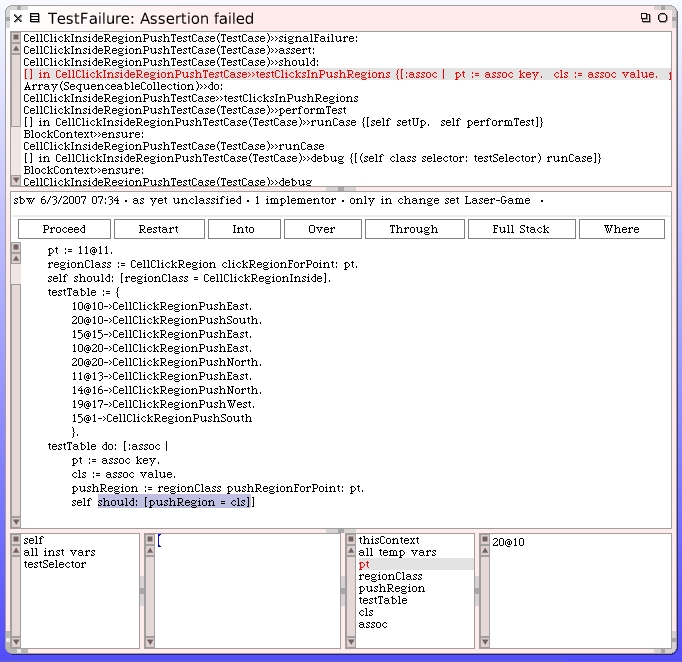 TestFailure: Assertion failed
CellClickInsideRegionPushTestCase(TestCase)>>signalFailure:
CellClickInsideRegionPushTestCase(TestCase)>>assert:
CellClickInsideRegionPushTestCase(TestCase)>>should:
[] in CellClickInsideRegionPushTestCase>>testClicksInPushRegions {[:assoc | pt := assoc key. cls := assoc value.
Array(SequenceableCollection)>>do:
CellClickInsideRegionPushTestCase>>testClicksInPushRegions
CellClickInsideRegionPushTestCase(TestCase)>>performTest
[] in CellClickInsideRegionPushTestCase(TestCase)>>runCase {[self setUp. self performTest]}
BlockContext>>ensure:
CellClickInsideRegionPushTestCase(TestCase)>>runCase
[] in CellClickInsideRegionPushTestCase(TestCase)>>debug {[(self class selector: testSelector) runCase]}
BlockContext>>ensure:
CellClickInsideRegionPushTestCase(TestCase)>>debug
sbw 6/3/2007 07:34 · as yet unclassified · 1 implementor · only in change set Laser-Game ·
Proceed Restart Into Over Through Full Stack Where
pt := 11@11.
regionClass := CellClickRegion clickRegionForPoint: pt.
self should: [regionClass = CellClickRegionInside].
testTable := {
10@10->CellClickRegionPushEast.
20@10->CellClickRegionPushSouth.
15@15->CellClickRegionPushEast.
10@20->CellClickRegionPushEast.
20@20->CellClickRegionPushNorth.
11@13->CellClickRegionPushEast.
14@16->CellClickRegionPushNorth.
19@17->CellClickRegionPushWest.
15@1->CellClickRegionPushSouth
}.
testTable do: [:assoc |
pt := assoc key.
cls := assoc value.
pushRegion := regionClass pushRegionForPoint: pt.
self should: [pushRegion = cls]]
self
all inst vars
testSelector
[
thisContext
all temp vars
pt
regionClass
pushRegion
testTable
cls
assoc
20@10